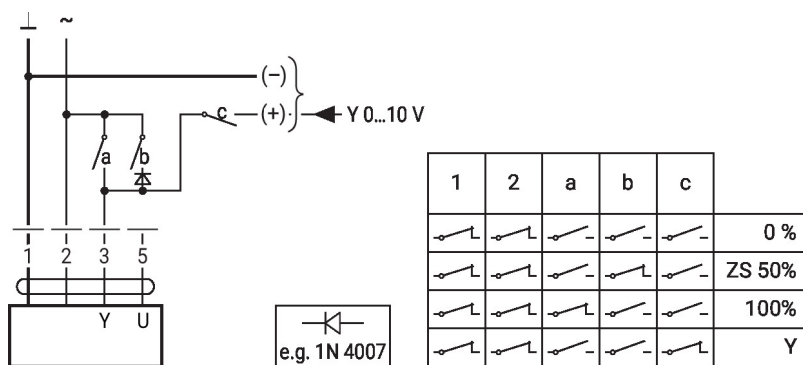 ⊥ ~
(–)
c (+) Y 0...10 V
a b
1 2 3 5
Y U
e.g. 1N 4007
1 2 a b c
0 %
ZS 50%
100%
Y